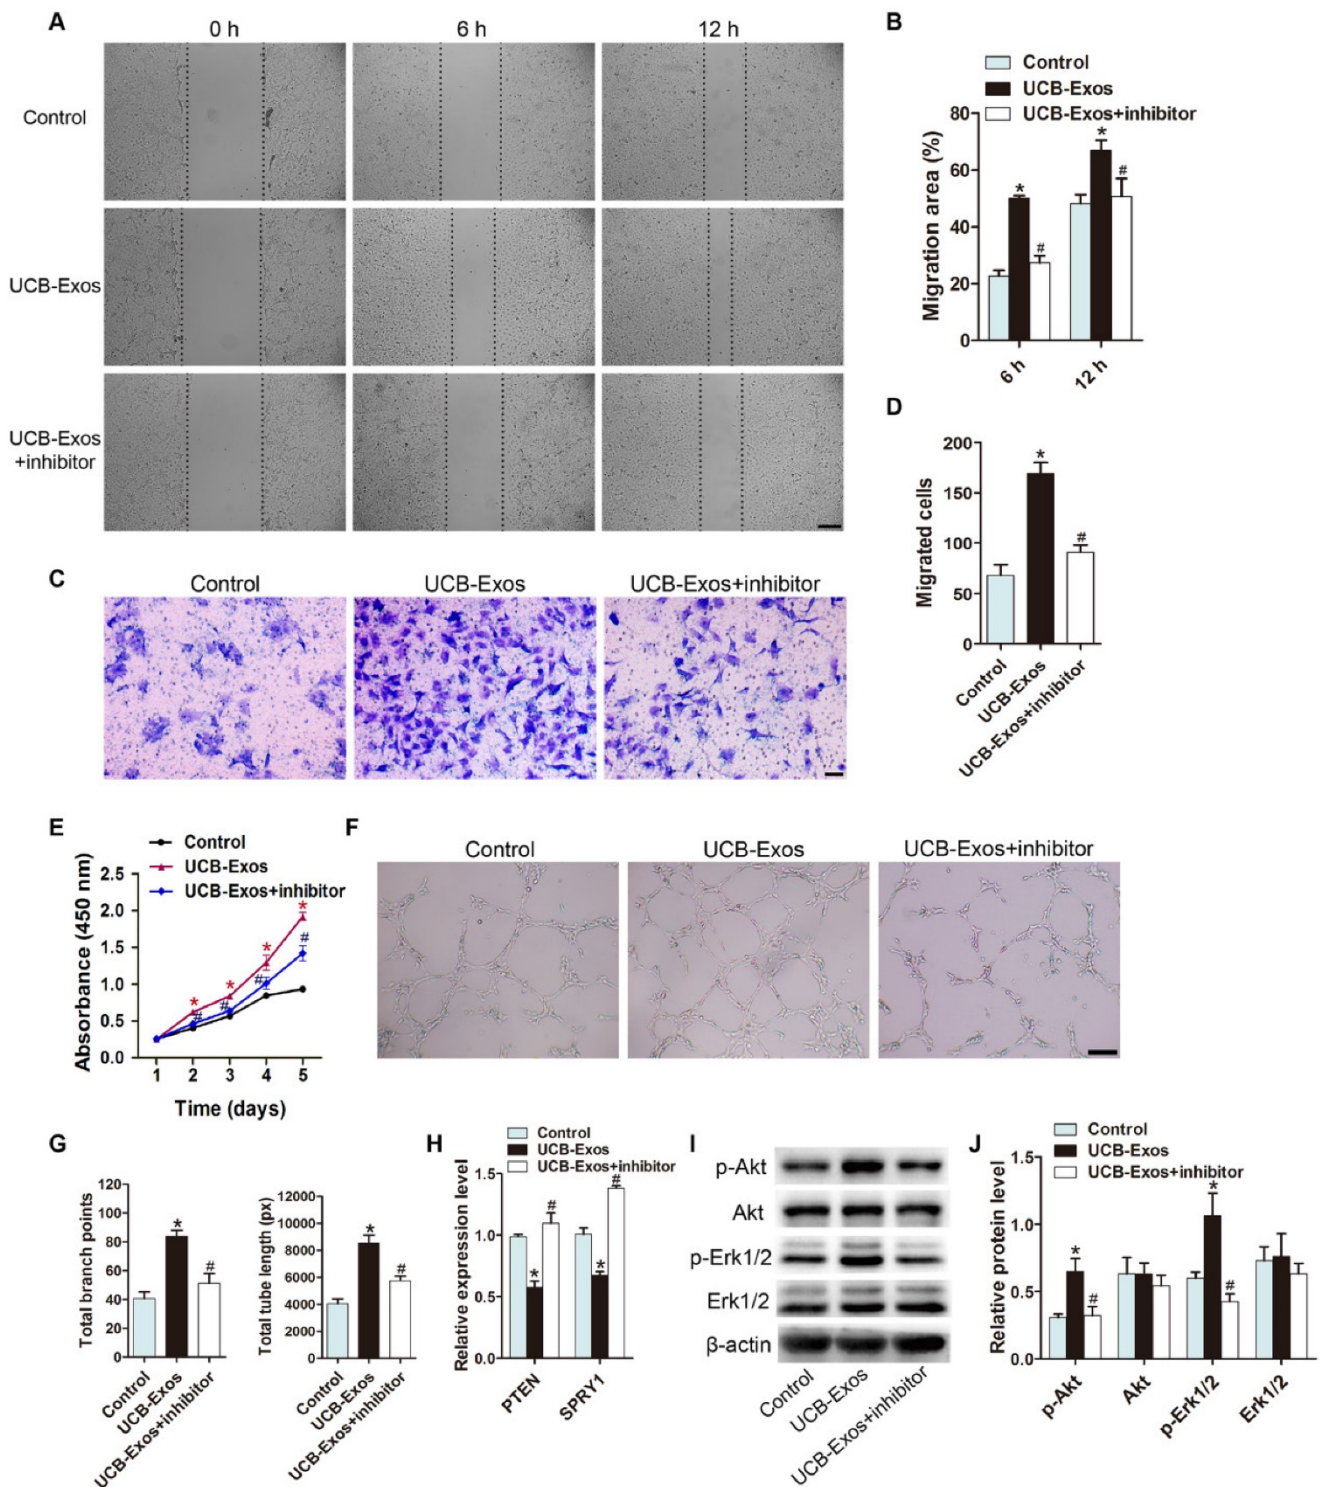 A
0 h
6 h
12 h
Control
UCB-Exos
UCB-Exos
+inhibitor
B
Control
UCB-Exos
UCB-Exos+inhibitor
Migration area (%)
80
60
40
20
0
*
#
*
#
6 h
12 h
C
Control
UCB-Exos
UCB-Exos+inhibitor
D
Migrated cells
200
150
100
50
0
*
#
Control
UCB-Exos
UCB-Exos+inhibitor
E
Control
UCB-Exos
UCB-Exos+inhibitor
Absorbance (450 nm)
2.5
2.0
1.5
1.0
0.5
0.0
*
*
*
*
#
#
#
#
1 2 3 4 5
Time (days)
F
Control
UCB-Exos
UCB-Exos+inhibitor
G
Total branch points
120
100
80
60
40
20
0
*
#
Control
UCB-Exos
UCB-Exos+inhibitor
Total tube length (px)
12000
10000
8000
6000
4000
2000
0
*
#
Control
UCB-Exos
UCB-Exos+inhibitor
H
Control
UCB-Exos
UCB-Exos+inhibitor
Relative expression level
1.5
1.0
0.5
0.0
*
#
*
#
PTEN
SPRY1
I
p-Akt
Akt
p-Erk1/2
Erk1/2
β-actin
Control
UCB-Exos
UCB-Exos+inhibitor
J
Control
UCB-Exos
UCB-Exos+inhibitor
Relative protein level
1.5
1.0
0.5
0.0
*
#
*
#
p-Akt
Akt
p-Erk1/2
Erk1/2